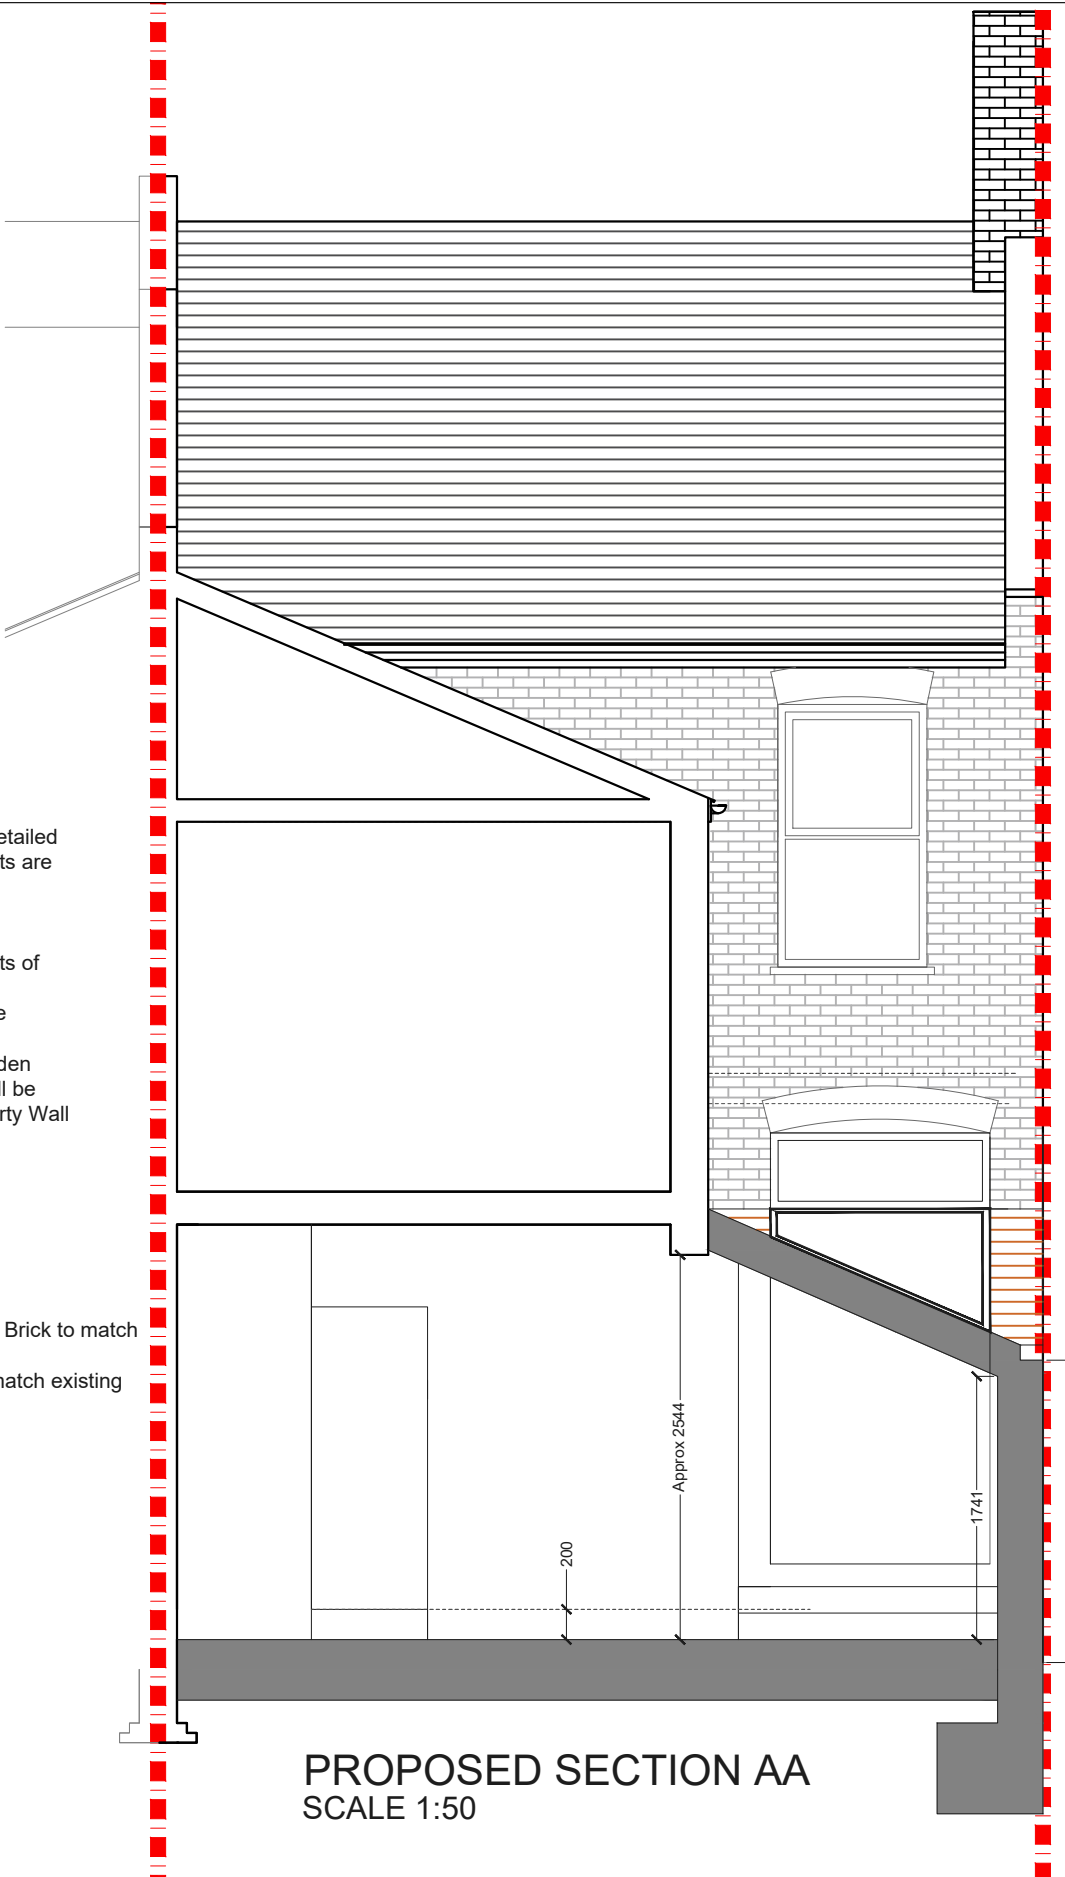 etailed
ts are
ts of
e
den
ll be
rty Wall
Brick to match
natch existing
Approx 2544
1741
200
PROPOSED SECTION AA
SCALE 1:50